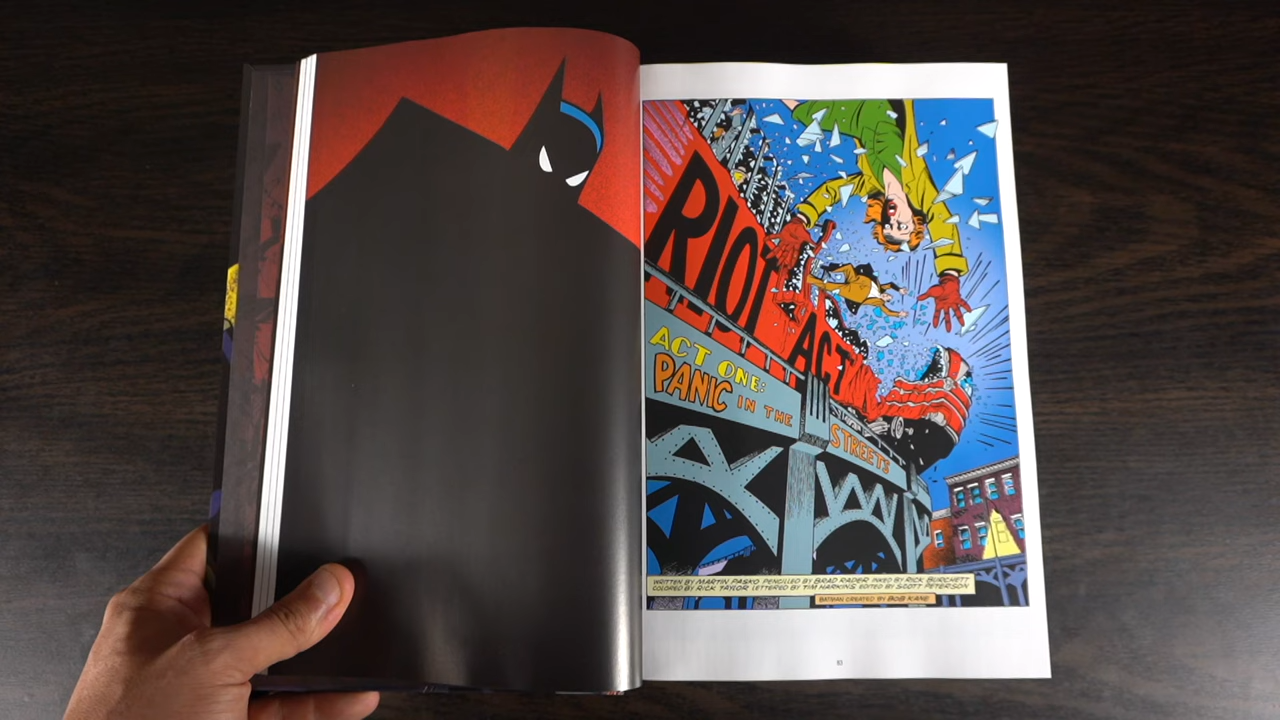 RIOT
ACT
ACT ONE:
PANIC IN THE
STREETS
WRITTEN BY MARTIN PASKO PENCILLED BY BRAD RADER INKED BY RICK BURCHETT
COLORED BY RICK TAYLOR LETTERED BY TIM HARKINS EDITED BY SCOTT PETERSON
BATMAN CREATED BY BOB KANE